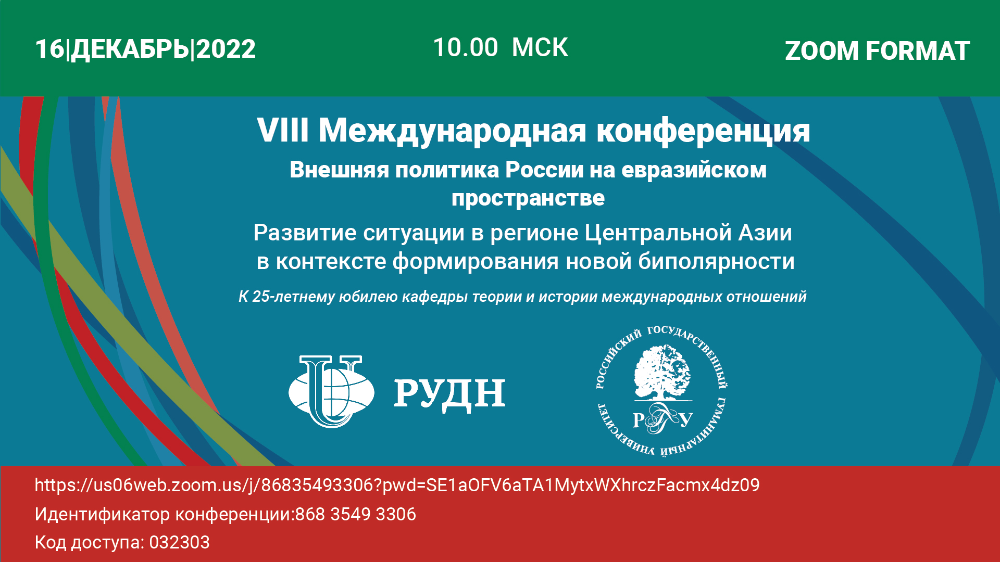 16|ДЕКАБРЬ|2022
10.00 МСК
ZOOM FORMAT
VIII Международная конференция
Внешняя политика России на евразийском
пространстве
Развитие ситуации в регионе Центральной Азии
в контексте формирования новой биполярности
К 25-летнему юбилею кафедры теории и истории международных отношений
РУДН
РОССИЙСКИЙ ГОСУДАРСТВЕННЫЙ ГУМАНИТАРНЫЙ УНИВЕРСИТЕТ
РГГУ
https://us06web.zoom.us/j/86835493306?pwd=SE1aOFV6aTA1MytxWXhrczFacmx4dz09
Идентификатор конференции:868 3549 3306
Код доступа: 032303